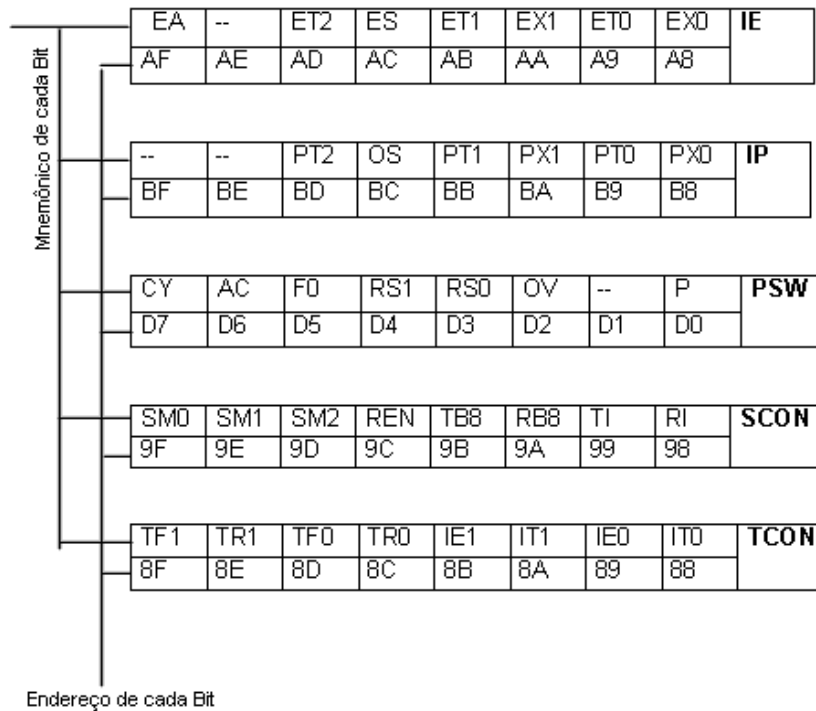 EA -- ET2 ES ET1 EX1 ET0 EX0 IE
AF AE AD AC AB AA A9 A8
Mnemônico de cada Bit
-- -- PT2 OS PT1 PX1 PT0 PX0 IP
BF BE BD BC BB BA B9 B8
CY AC F0 RS1 RS0 OV -- P PSW
D7 D6 D5 D4 D3 D2 D1 D0
SM0 SM1 SM2 REN TB8 RB8 TI RI SCON
9F 9E 9D 9C 9B 9A 99 98
TF1 TR1 TF0 TR0 IE1 IT1 IE0 IT0 TCON
8F 8E 8D 8C 8B 8A 89 88
Endereço de cada Bit